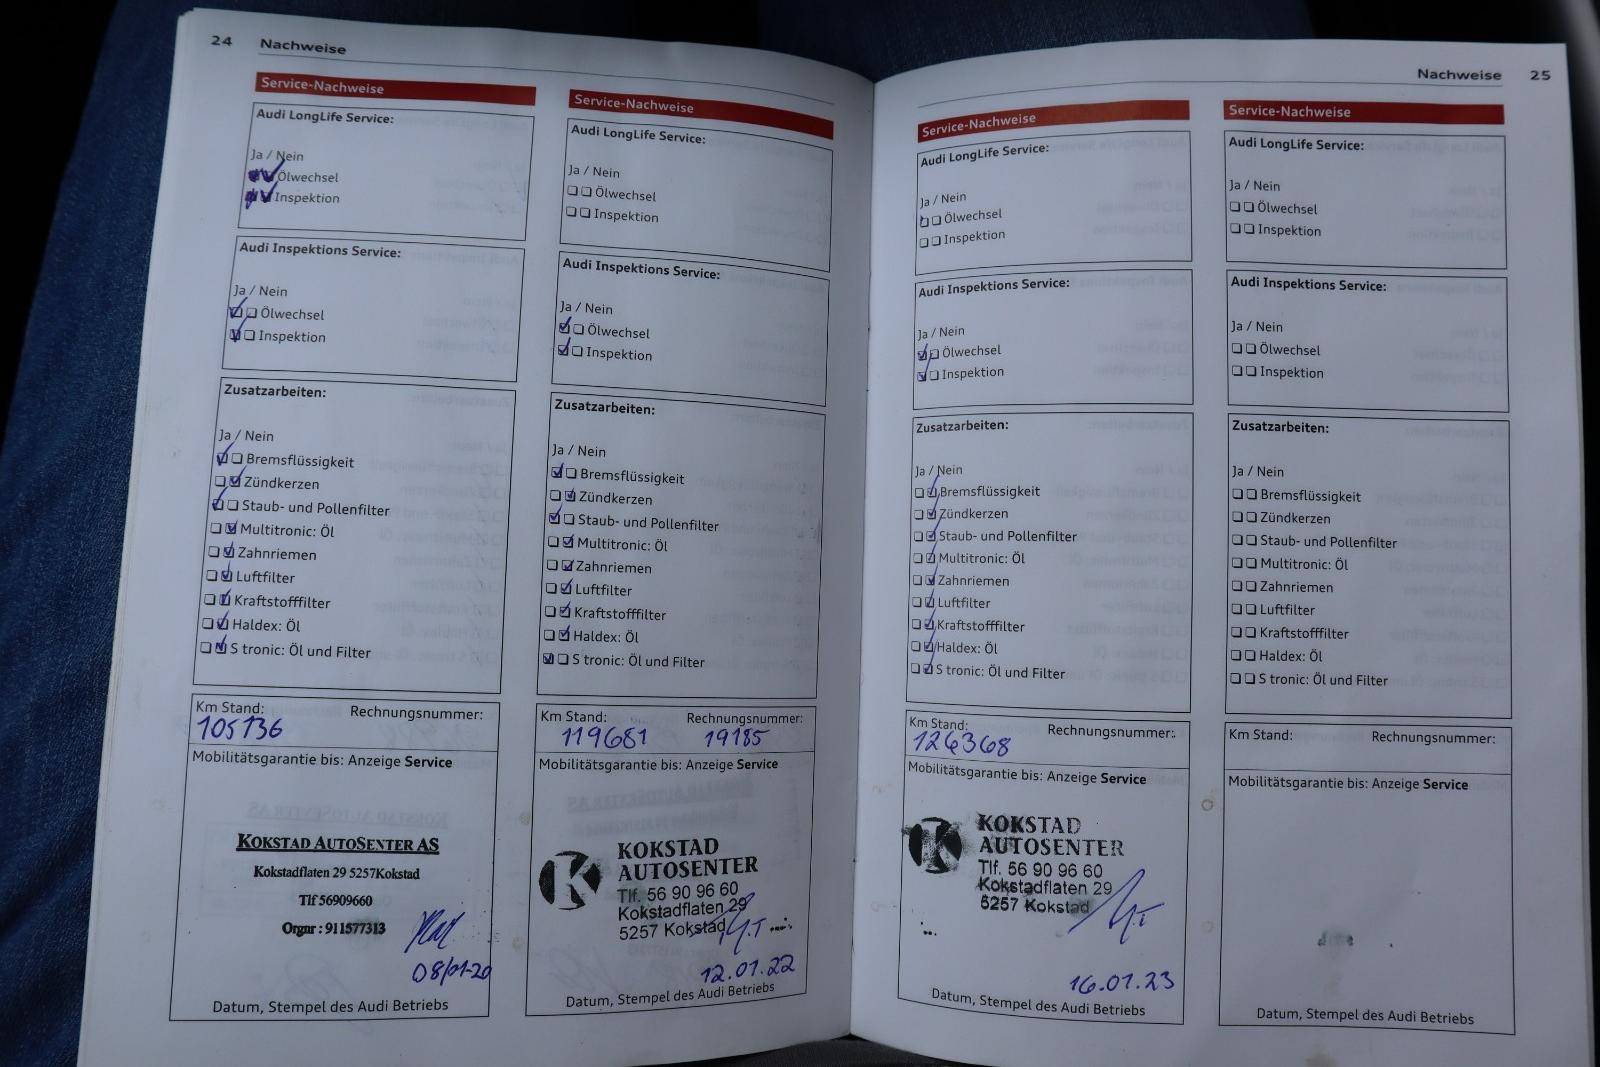 24 Nachweise
Service-Nachweise
Audi LongLife Service:
Ja / Nein
Ölwechsel
Inspektion
Audi Inspektions Service:
Ja / Nein
Ölwechsel
Inspektion
Zusatzarbeiten:
Ja / Nein
Bremsflüssigkeit
Zündkerzen
Staub- und Pollenfilter
Multitronic: Öl
Zahnriemen
Luftfilter
Kraftstofffilter
Haldex: Öl
S tronic: Öl und Filter
Km Stand: Rechnungsnummer:
105136
Mobilitätsgarantie bis: Anzeige Service
KOKSTAD AUTOSENTER AS
Kokstadflaten 29 5257Kokstad
Tlf 56909660
Orgnr : 911577313
08/01-20
Datum, Stempel des Audi Betriebs
Service-Nachweise
Audi LongLife Service:
Ja / Nein
Ölwechsel
Inspektion
Audi Inspektions Service:
Ja / Nein
Ölwechsel
Inspektion
Zusatzarbeiten:
Ja / Nein
Bremsflüssigkeit
Zündkerzen
Staub- und Pollenfilter
Multitronic: Öl
Zahnriemen
Luftfilter
Kraftstofffilter
Haldex: Öl
S tronic: Öl und Filter
Km Stand: Rechnungsnummer:
119681 19185
Mobilitätsgarantie bis: Anzeige Service
K
KOKSTAD
AUTOSENTER
Tlf. 56 90 96 60
Kokstadflaten 29
5257 Kokstad
12.01.22
Datum, Stempel des Audi Betriebs
Nachweise 25
Service-Nachweise
Audi LongLife Service:
Ja / Nein
Ölwechsel
Inspektion
Audi Inspektions Service:
Ja / Nein
Ölwechsel
Inspektion
Zusatzarbeiten:
Ja / Nein
Bremsflüssigkeit
Zündkerzen
Staub- und Pollenfilter
Multitronic: Öl
Zahnriemen
Luftfilter
Kraftstofffilter
Haldex: Öl
S tronic: Öl und Filter
Km Stand: Rechnungsnummer:
126368
Mobilitätsgarantie bis: Anzeige Service
K
KOKSTAD
AUTOSENTER
Tlf. 56 90 96 60
Kokstadflaten 29
5257 Kokstad
16.01.23
Datum, Stempel des Audi Betriebs
Service-Nachweise
Audi LongLife Service:
Ja / Nein
Ölwechsel
Inspektion
Audi Inspektions Service:
Ja / Nein
Ölwechsel
Inspektion
Zusatzarbeiten:
Ja / Nein
Bremsflüssigkeit
Zündkerzen
Staub- und Pollenfilter
Multitronic: Öl
Zahnriemen
Luftfilter
Kraftstofffilter
Haldex: Öl
S tronic: Öl und Filter
Km Stand: Rechnungsnummer:
Mobilitätsgarantie bis: Anzeige Service
Datum, Stempel des Audi Betriebs